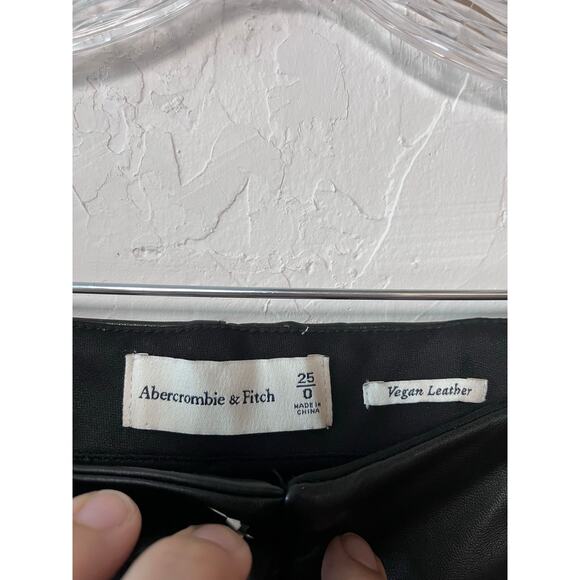 Abercrombie & Fitch
25
0
MADE IN
CHINA
Vegan Leather